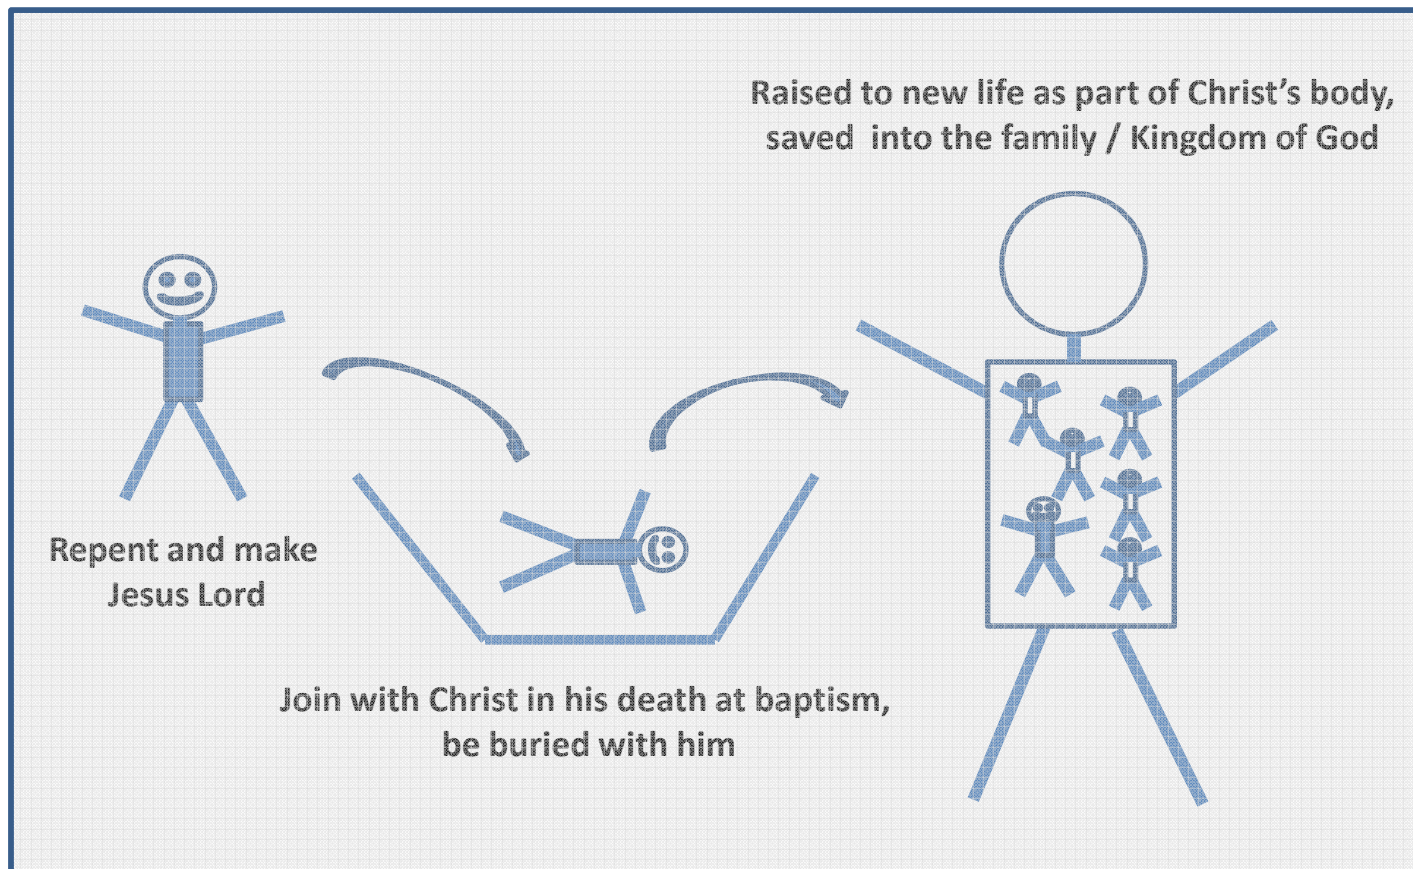 Raised to new life as part of Christ's body,
saved  into the family / Kingdom of God
Repent and make
Jesus Lord
Join with Christ in his death at baptism,
be buried with him